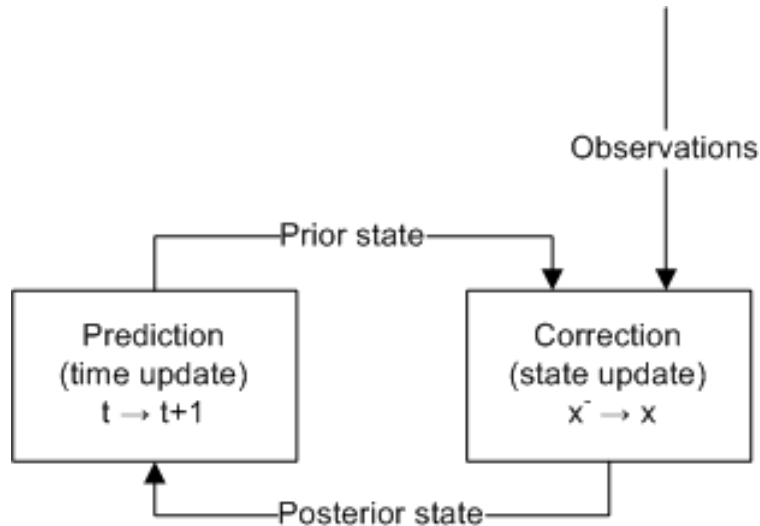 Observations
Prior state
Prediction
(time update)
t → t+1
Correction
(state update)
x⁻ → x
Posterior state